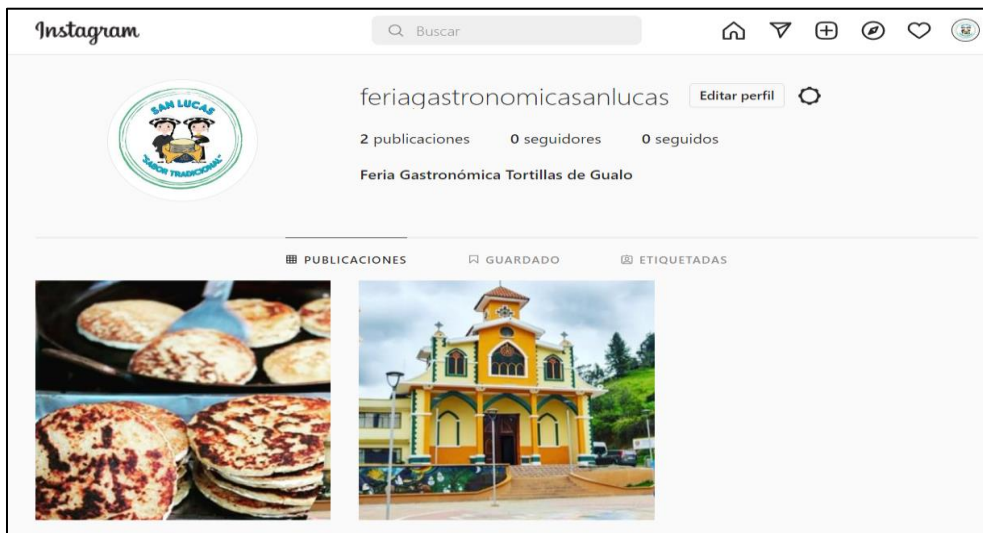 Instagram
Buscar
feriagastronomicasanlucas
Editar perfil
2 publicaciones 0 seguidores 0 seguidos
Feria Gastronómica Tortillas de Gualo
PUBLICACIONES GUARDADO ETIQUETADAS
SAN LUCAS
"SABOR TRADICIONAL"